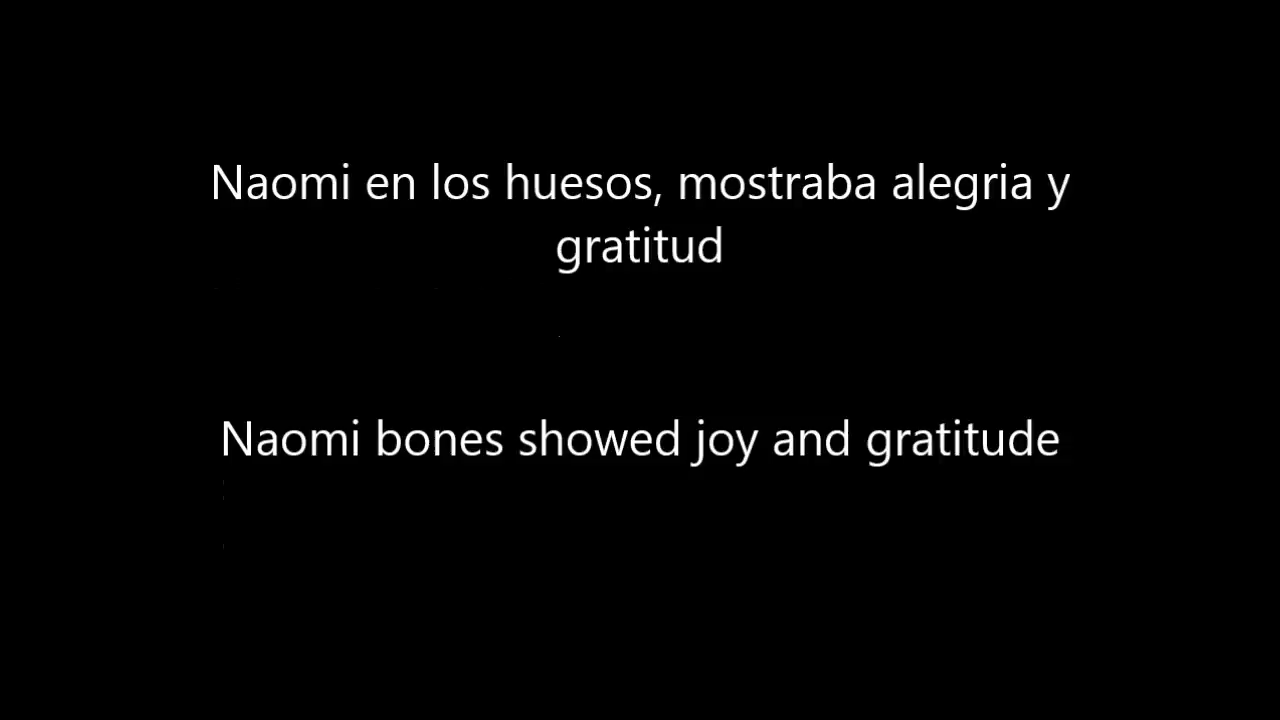 Naomi en los huesos, mostraba alegria y
gratitud
Naomi bones showed joy and gratitude